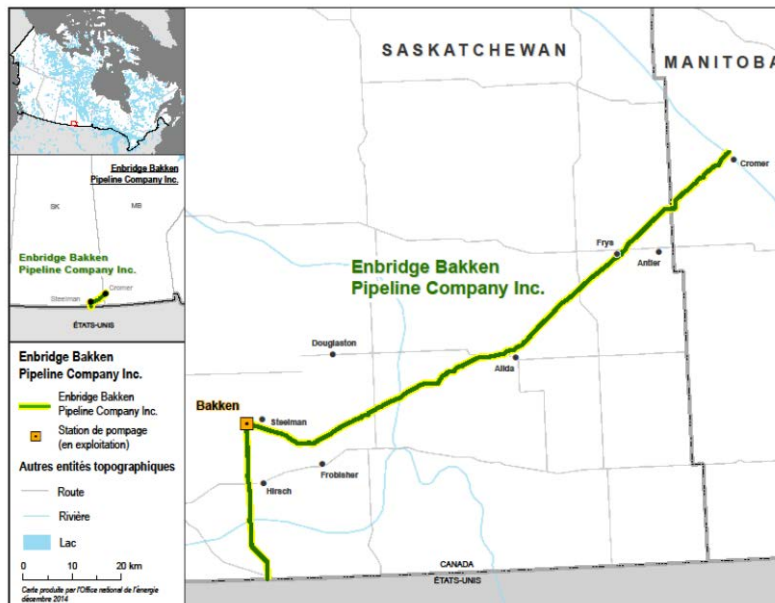 SASKATCHEWAN
MANITOBA
Enbridge Bakken
Pipeline Company Inc.
SK
MB
Enbridge Bakken
Pipeline Company Inc.
Cromer
Steelman
ÉTATS-UNIS
Enbridge Bakken
Pipeline Company Inc.
Enbridge Bakken
Pipeline Company Inc.
Station de pompage
(en exploitation)
Autres entités topographiques
Route
Rivière
Lac
0 10 20 km
Carte produite par l'Office national de l'énergie
décembre 2014
Cromer
Frys
Antler
Enbridge Bakken
Pipeline Company Inc.
Douglaston
Alida
Bakken
Steelman
Frobisher
Hirsch
CANADA
ÉTATS-UNIS